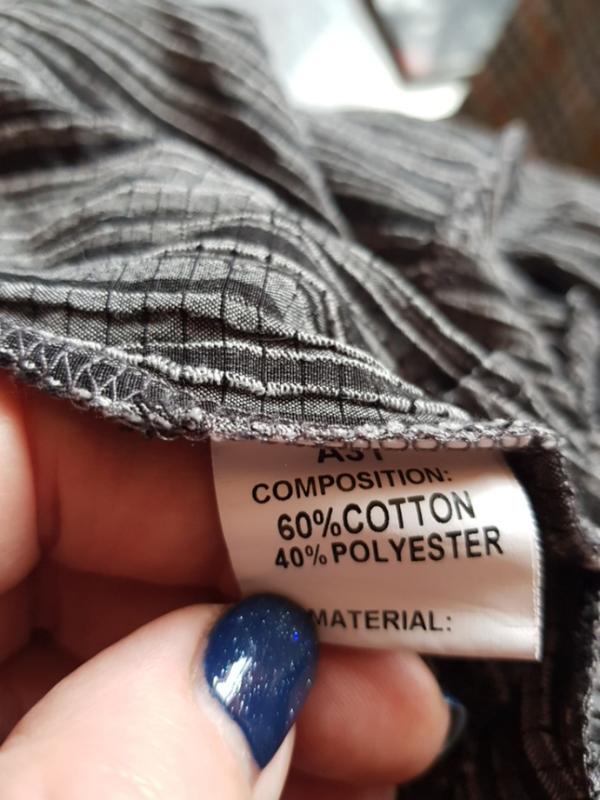 COMPOSITION:
60%COTTON
40%POLYESTER
MATERIAL: